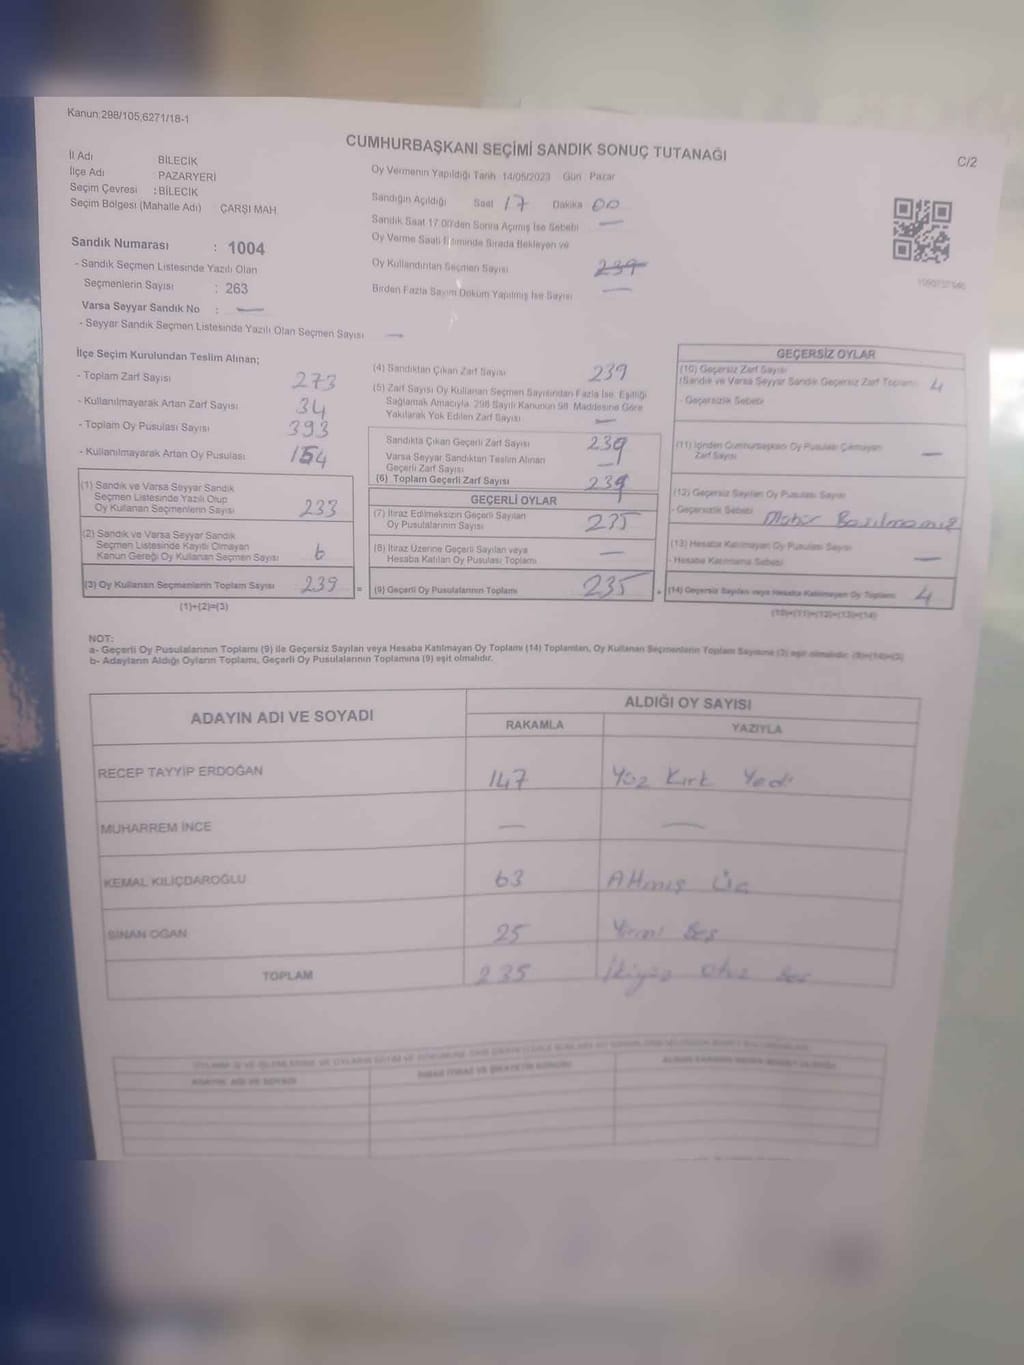 Kanun:298/105,6271/18-1
CUMHURBAŞKANI SEÇİMİ SANDIK SONUÇ TUTANAĞI
C/2
İl Adı BİLECİK
İlçe Adı PAZARYERİ
Seçim Çevresi : BİLECİK
Seçim Bölgesi (Mahalle Adı) ÇARŞI MAH
Sandık Numarası : 1004
- Sandık Seçmen Listesinde Yazılı Olan
Seçmenlerin Sayısı : 263
Varsa Seyyar Sandık No : —
- Seyyar Sandık Seçmen Listesinde Yazılı Olan Seçmen Sayısı —
Oy Vermenin Yapıldığı Tarih 14/05/2023 Gün Pazar
Sandığın Açıldığı Saat 17 Dakika 00
Sandık Saat 17.00'den Sonra Açılmış İse Sebebi —
Oy Verme Saati Bitiminde Sırada Bekleyen ve
Oy Kullandırılan Seçmen Sayısı 239
Birden Fazla Sayım Döküm Yapılmış İse Sayısı —
İlçe Seçim Kurulundan Teslim Alınan;
- Toplam Zarf Sayısı 273
- Kullanılmayarak Artan Zarf Sayısı 34
- Toplam Oy Pusulası Sayısı 393
- Kullanılmayarak Artan Oy Pusulası 154
(1) Sandık ve Varsa Seyyar Sandık
Seçmen Listesinde Yazılı Olup
Oy Kullanan Seçmenlerin Sayısı 233
(2) Sandık ve Varsa Seyyar Sandık
Seçmen Listesinde Kayıtlı Olmayan
Kanun Gereği Oy Kullanan Seçmen Sayısı 6
(3) Oy Kullanan Seçmenlerin Toplam Sayısı 239
(1)+(2)=(3)
(4) Sandıktan Çıkan Zarf Sayısı 239
(5) Zarf Sayısı Oy Kullanan Seçmen Sayısından Fazla İse, Eşitliği
Sağlamak Amacıyla, 298 Sayılı Kanunun 98. Maddesine Göre
Yakılarak Yok Edilen Zarf Sayısı —
Sandıkta Çıkan Geçerli Zarf Sayısı 239
Varsa Seyyar Sandıktan Teslim Alınan
Geçerli Zarf Sayısı —
(6) Toplam Geçerli Zarf Sayısı 239
GEÇERLİ OYLAR
(7) İtiraz Edilmeksizin Geçerli Sayılan
Oy Pusulalarının Sayısı 235
(8) İtiraz Üzerine Geçerli Sayılan veya
Hesaba Katılan Oy Pusulası Toplamı —
= (9) Geçerli Oy Pusulalarının Toplamı 235
GEÇERSİZ OYLAR
(10) Geçersiz Zarf Sayısı
(Sandık ve Varsa Seyyar Sandık Geçersiz Zarf Toplamı) 4
- Geçersizlik Sebebi
(11) İçinden Cumhurbaşkanı Oy Pusulası Çıkmayan
Zarf Sayısı —
(12) Geçersiz Sayılan Oy Pusulası Sayısı
- Geçersizlik Sebebi Mühür Basılmamış
(13) Hesaba Katılmayan Oy Pusulası Sayısı
- Hesaba Katılmama Sebebi —
+ (14) Geçersiz Sayılan veya Hesaba Katılmayan Oy Toplamı 4
(10)+(11)+(12)+(13)=(14)
NOT:
a- Geçerli Oy Pusulalarının Toplamı (9) ile Geçersiz Sayılan veya Hesaba Katılmayan Oy Toplamı (14) Toplamları, Oy Kullanan Seçmenlerin Toplam Sayısına (3) eşit olmalıdır. (9)+(14)=(3)
b- Adayların Aldığı Oyların Toplamı, Geçerli Oy Pusulalarının Toplamına (9) eşit olmalıdır.
ADAYIN ADI VE SOYADI
ALDIĞI OY SAYISI
RAKAMLA YAZIYLA
RECEP TAYYİP ERDOĞAN 147 Yüz Kırk Yedi
MUHARREM İNCE — —
KEMAL KILIÇDAROĞLU 63 Altmış Üç
SİNAN OĞAN 25 Yirmi Beş
TOPLAM 235 İkiyüz Otuz Beş